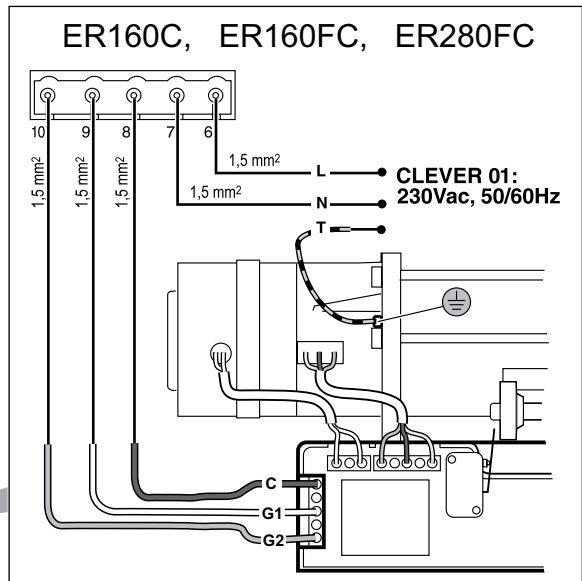 ER160C, ER160FC, ER280FC
10 9 8 7 6
1,5 mm²
1,5 mm²
1,5 mm²
1,5 mm²
1,5 mm²
L
N
T
CLEVER 01:
230Vac, 50/60Hz
C
G1
G2